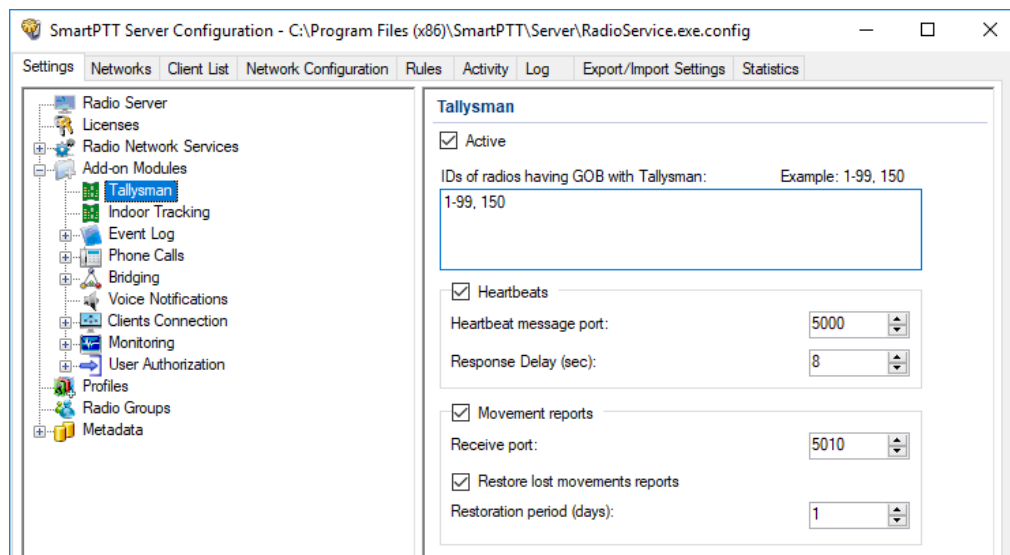 SmartPTT Server Configuration - C:\Program Files (x86)\SmartPTT\Server\RadioService.exe.config
Settings Networks Client List Network Configuration Rules Activity Log Export/Import Settings Statistics
Radio Server
Licenses
Radio Network Services
Add-on Modules
Tallysman
Indoor Tracking
Event Log
Phone Calls
Bridging
Voice Notifications
Clients Connection
Monitoring
User Authorization
Profiles
Radio Groups
Metadata
Tallysman
Active
IDs of radios having GOB with Tallysman: Example: 1-99, 150
1-99, 150
Heartbeats
Heartbeat message port: 5000
Response Delay (sec): 8
Movement reports
Receive port: 5010
Restore lost movements reports
Restoration period (days): 1